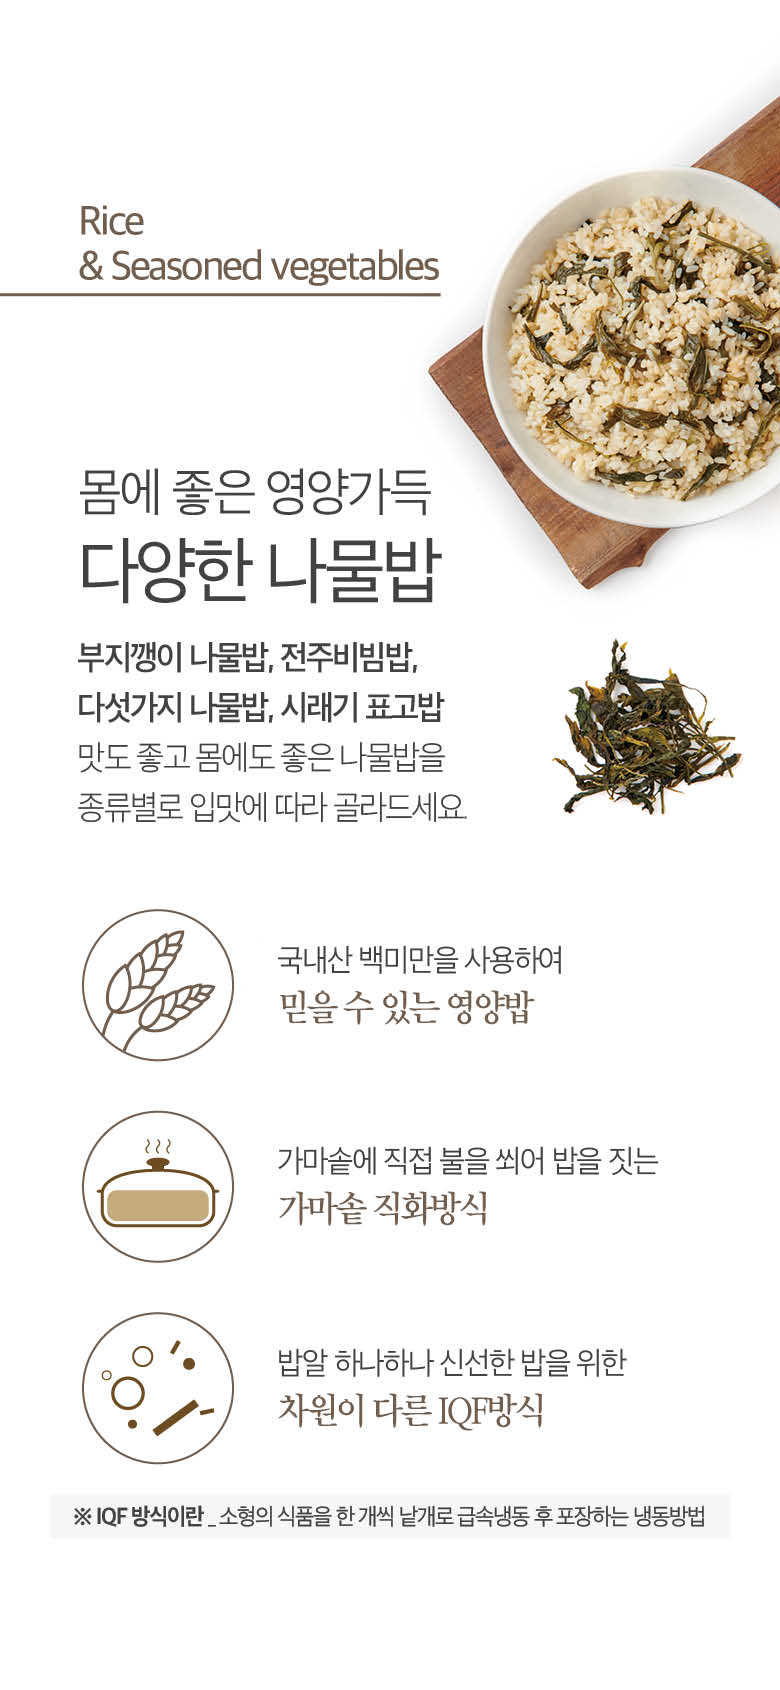 Rice
& Seasoned vegetables
몸에 좋은 영양가득
다양한 나물밥
부지깽이 나물밥, 전주비빔밥,
다섯가지 나물밥, 시래기 표고밥
맛도 좋고 몸에도 좋은 나물밥을
종류별로 입맛에 따라 골라드세요.
국내산 백미만을 사용하여
믿을 수 있는 영양밥
가마솥에 직접 불을 쐬어 밥을 짓는
가마솥 직화방식
밥알 하나하나 신선한 밥을 위한
차원이 다른 IQF방식
※ IQF 방식이란 _ 소형의 식품을 한 개씩 낱개로 급속냉동 후 포장하는 냉동방법